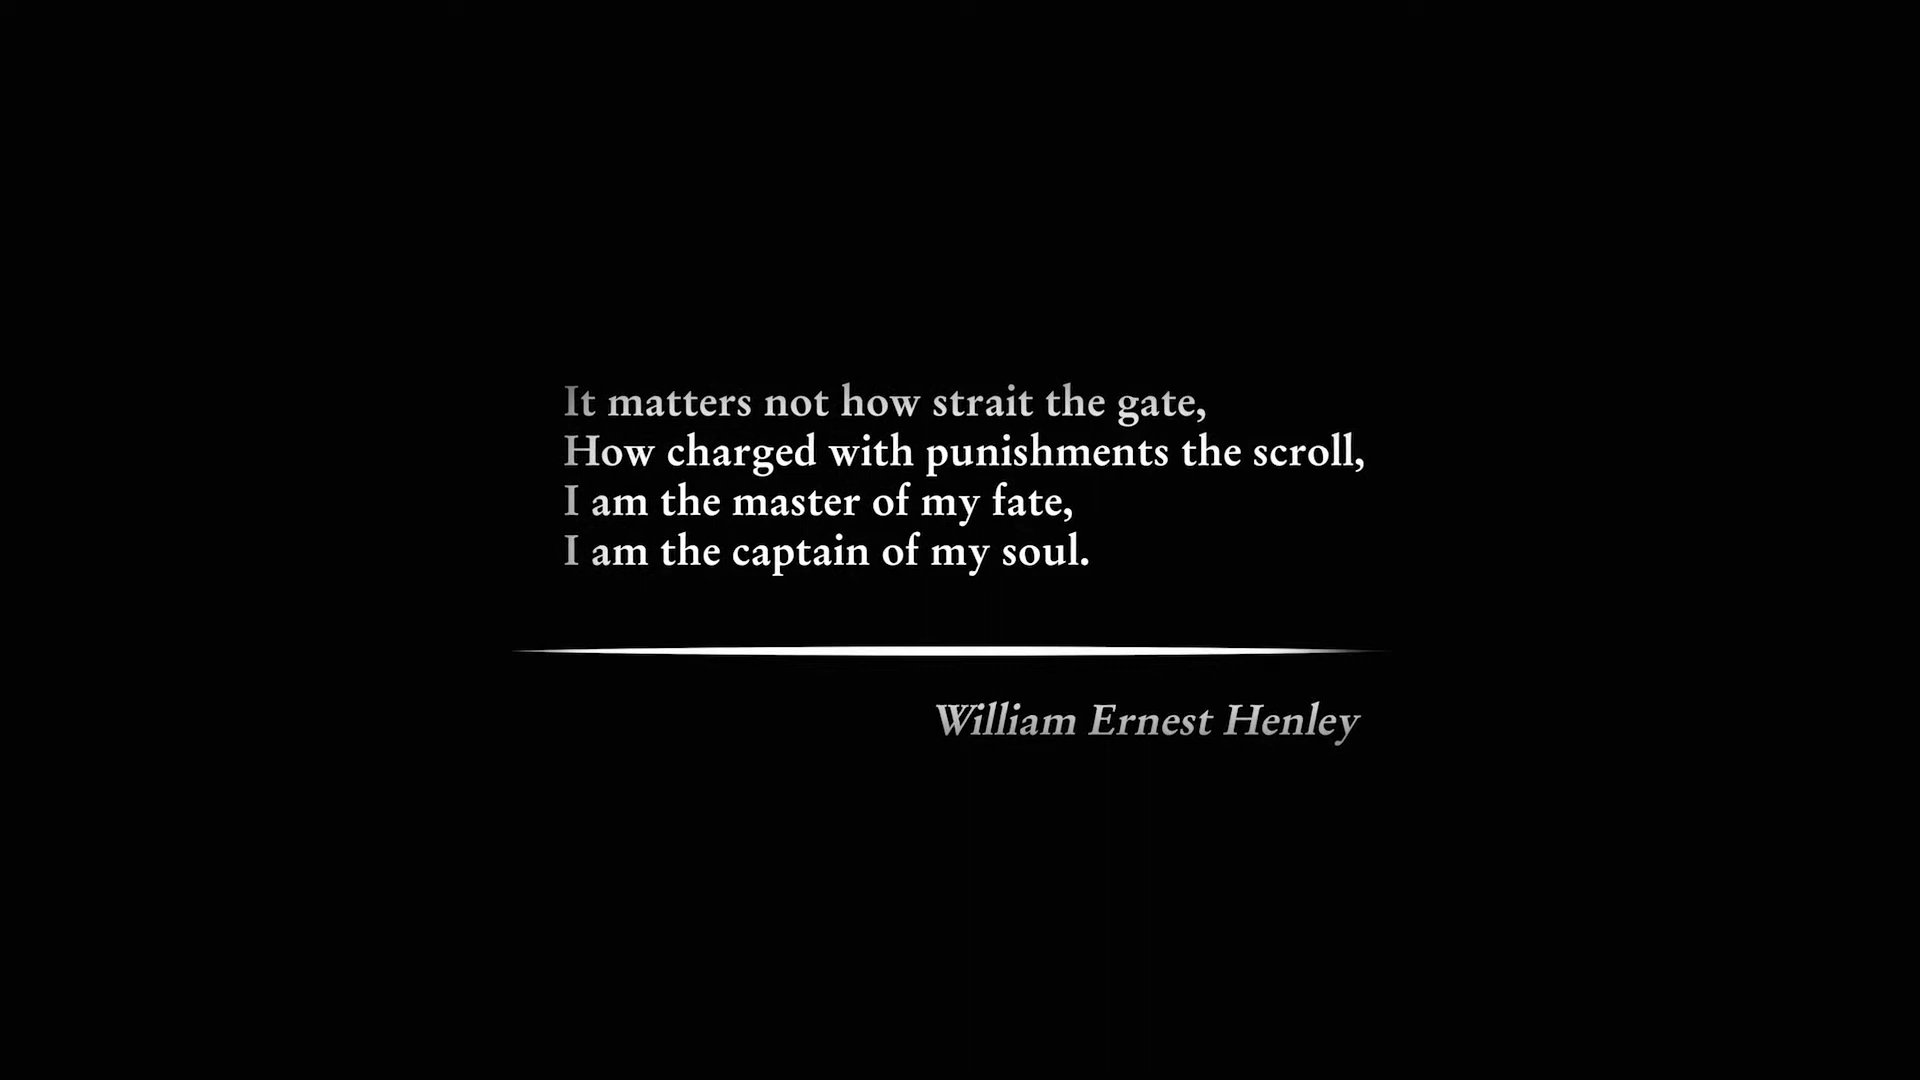 It matters not how strait the gate,
How charged with punishments the scroll,
I am the master of my fate,
I am the captain of my soul.
William Ernest Henley